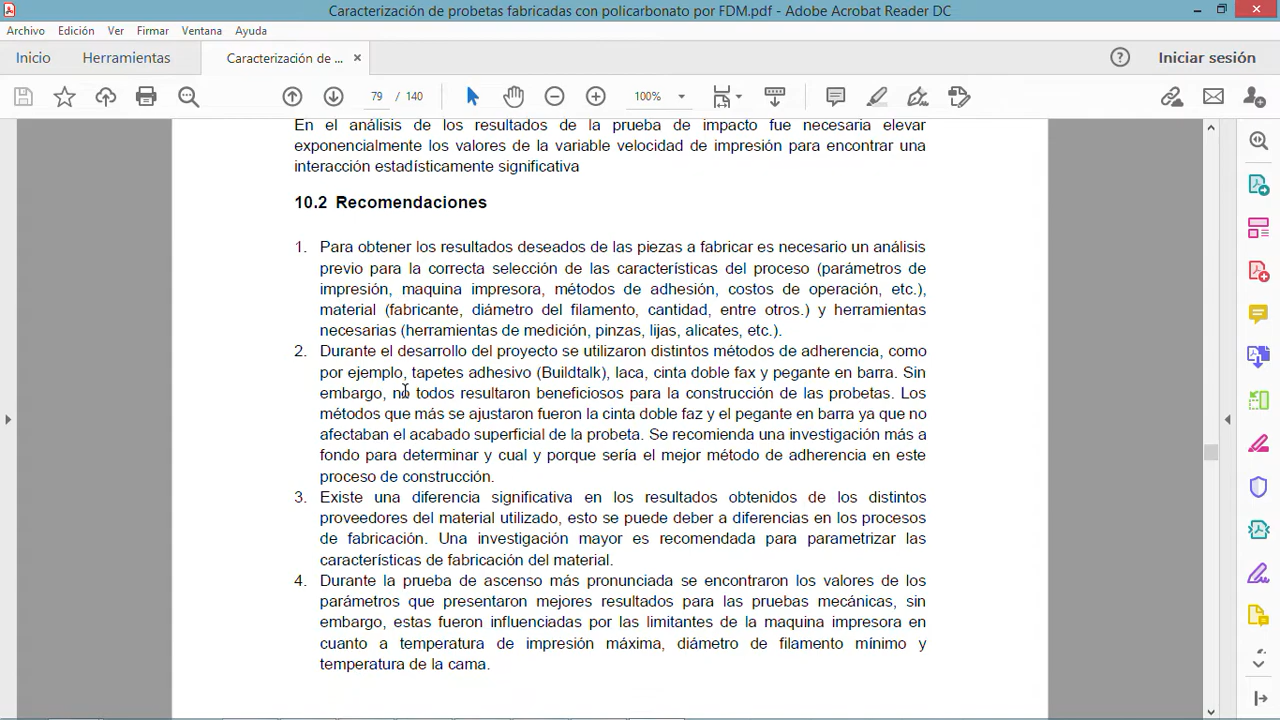 Caracterización de probetas fabricadas con policarbonato por FDM.pdf - Adobe Acrobat Reader DC
Archivo Edición Ver Firmar Ventana Ayuda
Inicio Herramientas Caracterización de ... × Iniciar sesión
79 / 140 100%
En el análisis de los resultados de la prueba de impacto fue necesaria elevar
exponencialmente los valores de la variable velocidad de impresión para encontrar una
interacción estadísticamente significativa
10.2 Recomendaciones
1. Para obtener los resultados deseados de las piezas a fabricar es necesario un análisis
previo para la correcta selección de las características del proceso (parámetros de
impresión, maquina impresora, métodos de adhesión, costos de operación, etc.),
material (fabricante, diámetro del filamento, cantidad, entre otros.) y herramientas
necesarias (herramientas de medición, pinzas, lijas, alicates, etc.).
2. Durante el desarrollo del proyecto se utilizaron distintos métodos de adherencia, como
por ejemplo, tapetes adhesivo (Buildtalk), laca, cinta doble fax y pegante en barra. Sin
embargo, no todos resultaron beneficiosos para la construcción de las probetas. Los
métodos que más se ajustaron fueron la cinta doble faz y el pegante en barra ya que no
afectaban el acabado superficial de la probeta. Se recomienda una investigación más a
fondo para determinar y cual y porque sería el mejor método de adherencia en este
proceso de construcción.
3. Existe una diferencia significativa en los resultados obtenidos de los distintos
proveedores del material utilizado, esto se puede deber a diferencias en los procesos
de fabricación. Una investigación mayor es recomendada para parametrizar las
características de fabricación del material.
4. Durante la prueba de ascenso más pronunciada se encontraron los valores de los
parámetros que presentaron mejores resultados para las pruebas mecánicas, sin
embargo, estas fueron influenciadas por las limitantes de la maquina impresora en
cuanto a temperatura de impresión máxima, diámetro de filamento mínimo y
temperatura de la cama.